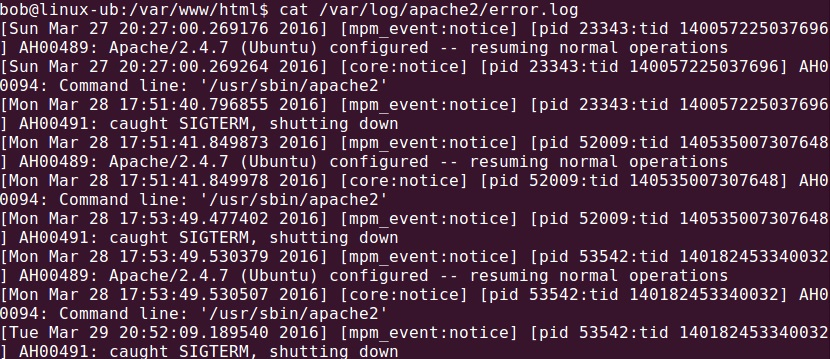 bob@linux-ub:/var/www/html$ cat /var/log/apache2/error.log
[Sun Mar 27 20:27:00.269176 2016] [mpm_event:notice] [pid 23343:tid 140057225037696
] AH00489: Apache/2.4.7 (Ubuntu) configured -- resuming normal operations
[Sun Mar 27 20:27:00.269264 2016] [core:notice] [pid 23343:tid 140057225037696] AH0
0094: Command line: '/usr/sbin/apache2'
[Mon Mar 28 17:51:40.796855 2016] [mpm_event:notice] [pid 23343:tid 140057225037696
] AH00491: caught SIGTERM, shutting down
[Mon Mar 28 17:51:41.849873 2016] [mpm_event:notice] [pid 52009:tid 140535007307648
] AH00489: Apache/2.4.7 (Ubuntu) configured -- resuming normal operations
[Mon Mar 28 17:51:41.849978 2016] [core:notice] [pid 52009:tid 140535007307648] AH0
0094: Command line: '/usr/sbin/apache2'
[Mon Mar 28 17:53:49.477402 2016] [mpm_event:notice] [pid 52009:tid 140535007307648
] AH00491: caught SIGTERM, shutting down
[Mon Mar 28 17:53:49.530379 2016] [mpm_event:notice] [pid 53542:tid 140182453340032
] AH00489: Apache/2.4.7 (Ubuntu) configured -- resuming normal operations
[Mon Mar 28 17:53:49.530507 2016] [core:notice] [pid 53542:tid 140182453340032] AH0
0094: Command line: '/usr/sbin/apache2'
[Tue Mar 29 20:52:09.189540 2016] [mpm_event:notice] [pid 53542:tid 140182453340032
] AH00491: caught SIGTERM, shutting down